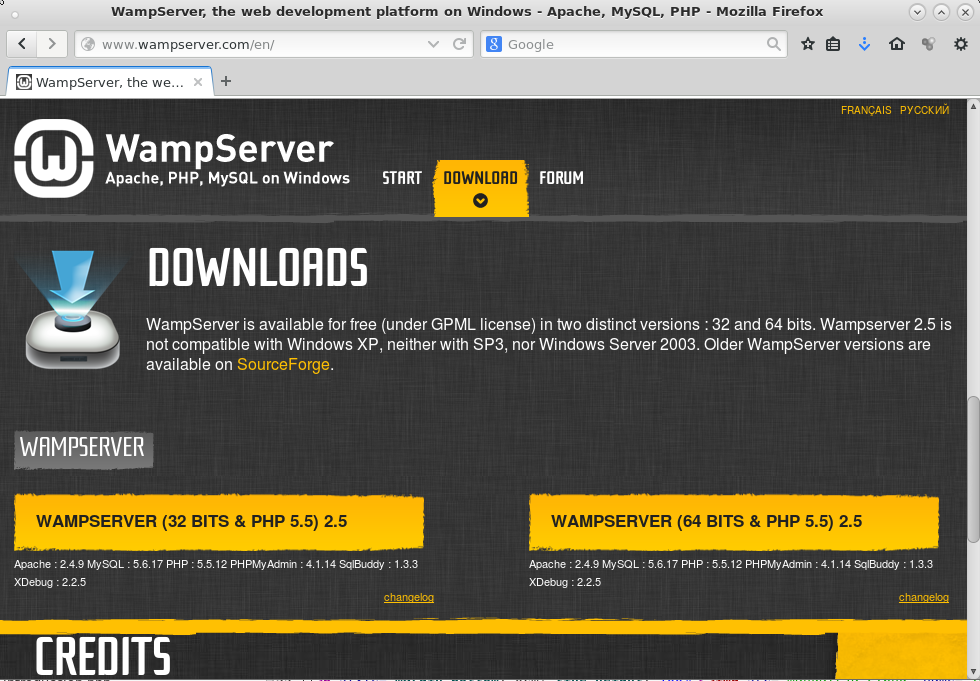 WampServer, the web development platform on Windows - Apache, MySQL, PHP - Mozilla Firefox
www.wampserver.com/en/
Google
WampServer, the we...
FRANÇAIS РУССКИЙ
WampServer
Apache, PHP, MySQL on Windows
START DOWNLOAD FORUM
DOWNLOADS
WampServer is available for free (under GPML license) in two distinct versions : 32 and 64 bits. Wampserver 2.5 is
not compatible with Windows XP, neither with SP3, nor Windows Server 2003. Older WampServer versions are
available on SourceForge.
WAMPSERVER
WAMPSERVER (32 BITS & PHP 5.5) 2.5
Apache : 2.4.9 MySQL : 5.6.17 PHP : 5.5.12 PHPMyAdmin : 4.1.14 SqlBuddy : 1.3.3
XDebug : 2.2.5
changelog
WAMPSERVER (64 BITS & PHP 5.5) 2.5
Apache : 2.4.9 MySQL : 5.6.17 PHP : 5.5.12 PHPMyAdmin : 4.1.14 SqlBuddy : 1.3.3
XDebug : 2.2.5
changelog
CREDITS